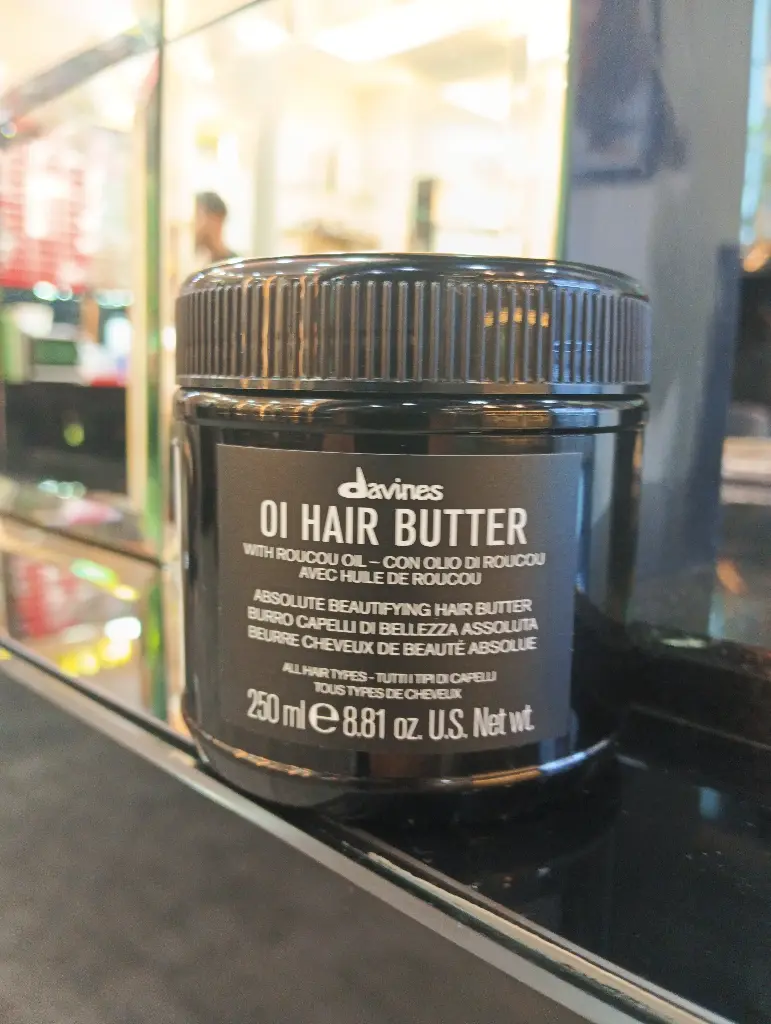 davines
OI HAIR BUTTER
WITH ROUCOU OIL – CON OLIO DI ROUCOU
AVEC HUILE DE ROUCOU
ABSOLUTE BEAUTIFYING HAIR BUTTER
BURRO CAPELLI DI BELLEZZA ASSOLUTA
BEURRE CHEVEUX DE BEAUTÉ ABSOLUE
ALL HAIR TYPES - TUTTI I TIPI DI CAPELLI
TOUS TYPES DE CHEVEUX
250 ml ℮ 8.81 oz. U.S. Net wt.